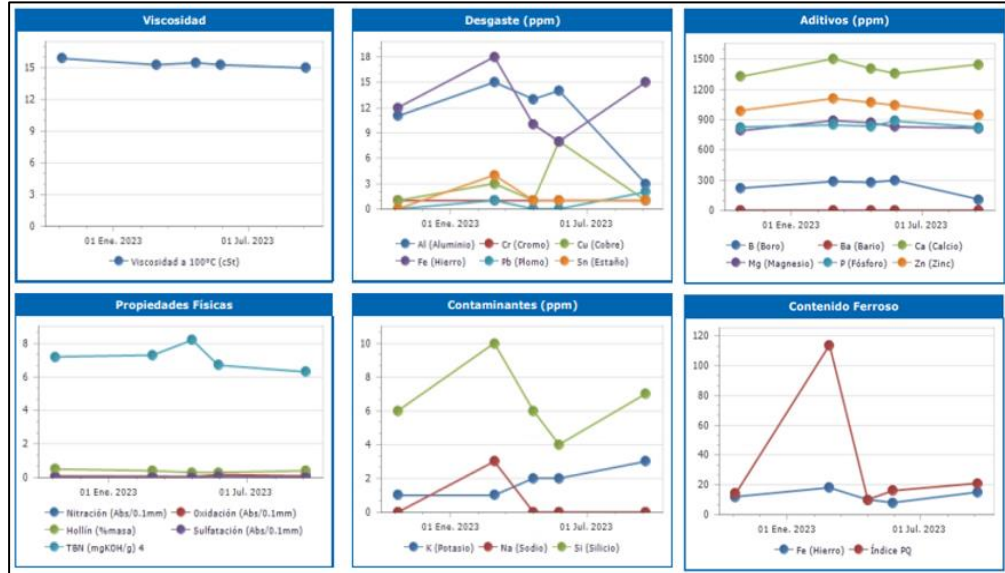 Viscosidad
15
12
9
6
3
0
01 Ene. 2023
01 Jul. 2023
Viscosidad a 100ºC (cSt)
Desgaste (ppm)
18
15
12
9
6
3
0
01 Ene. 2023
01 Jul. 2023
Al (Aluminio) Cr (Cromo) Cu (Cobre)
Fe (Hierro) Pb (Plomo) Sn (Estaño)
Aditivos (ppm)
1500
1200
900
600
300
0
01 Ene. 2023
01 Jul. 2023
B (Boro) Ba (Bario) Ca (Calcio)
Mg (Magnesio) P (Fósforo) Zn (Zinc)
Propiedades Físicas
8
6
4
2
0
01 Ene. 2023
01 Jul. 2023
Nitración (Abs/0.1mm) Oxidación (Abs/0.1mm)
Hollín (%masa) Sulfatación (Abs/0.1mm)
TBN (mgKOH/g) 4
Contaminantes (ppm)
10
8
6
4
2
0
01 Ene. 2023
01 Jul. 2023
K (Potasio) Na (Sodio) Si (Silicio)
Contenido Ferroso
120
100
80
60
40
20
0
01 Ene. 2023
01 Jul. 2023
Fe (Hierro) Índice PQ